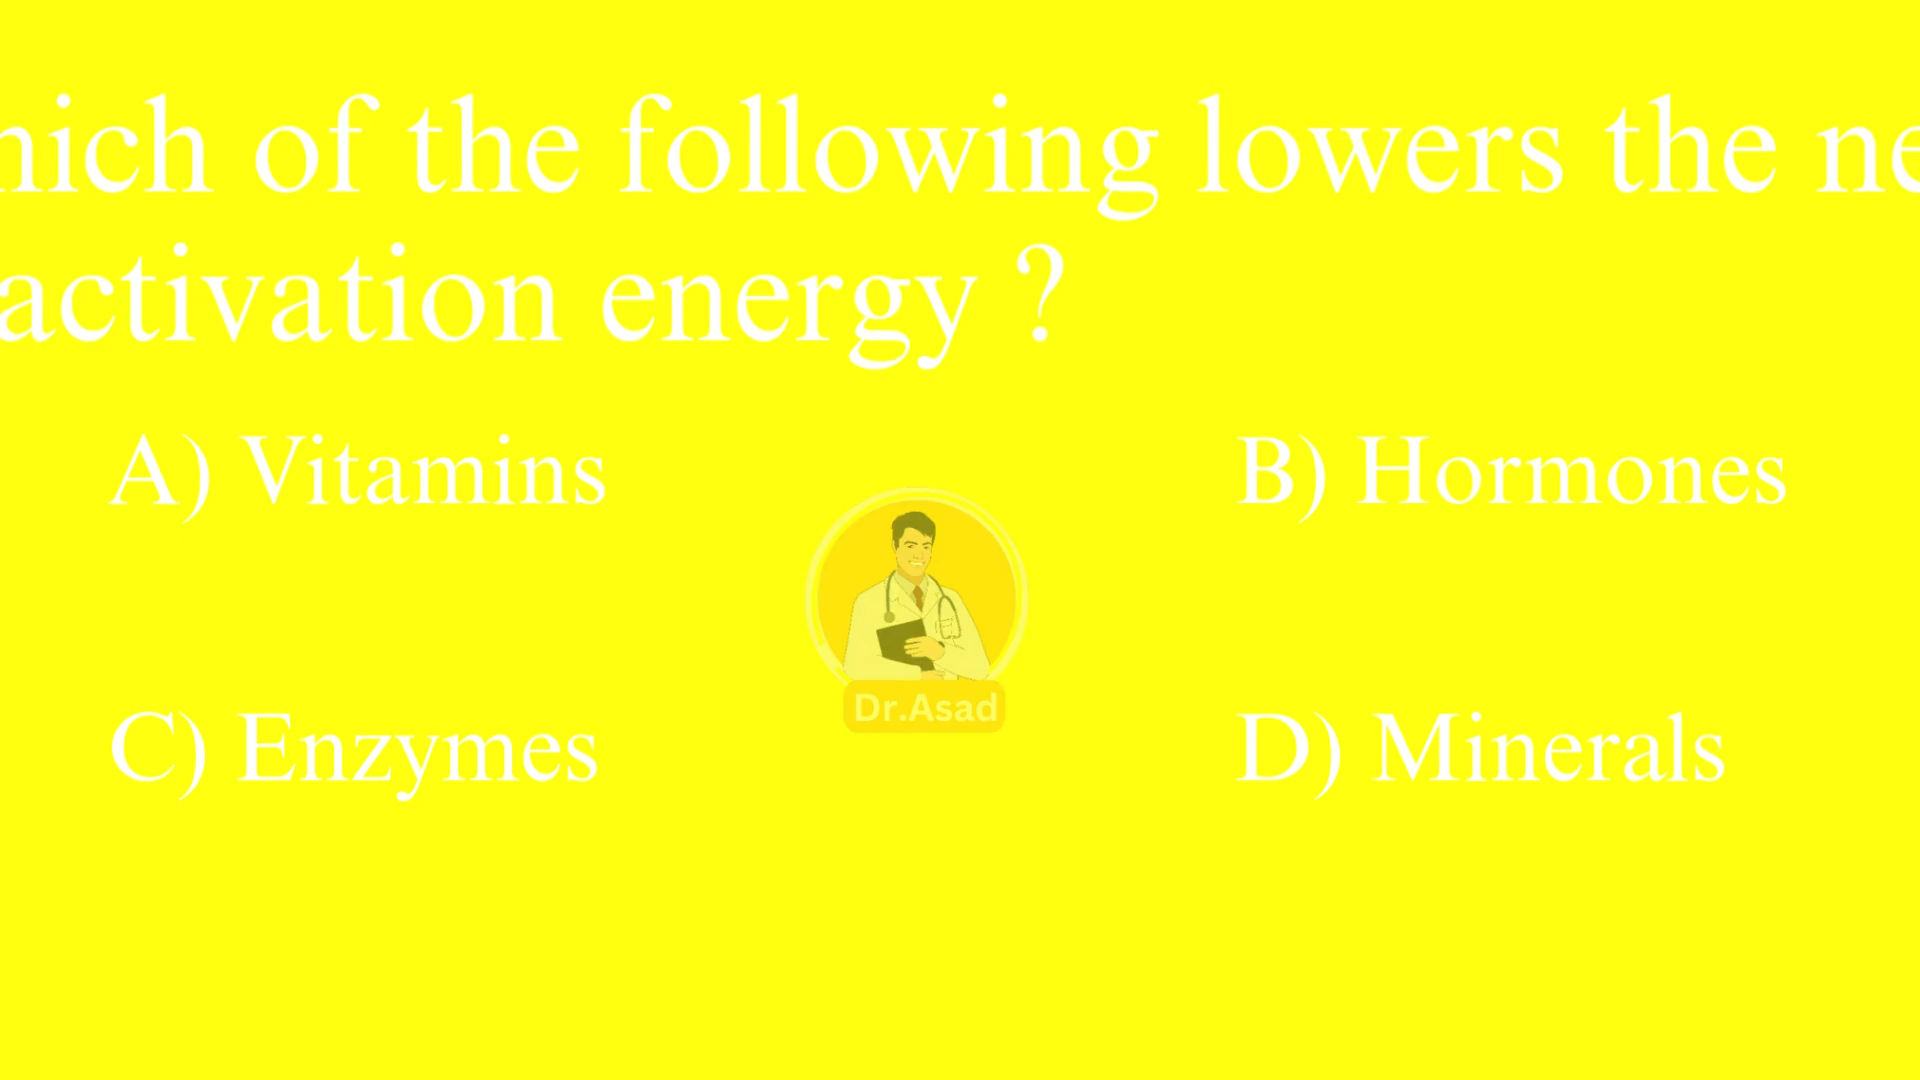 hich of the following lowers the ne
activation energy ?
A) Vitamins
B) Hormones
C) Enzymes
D) Minerals
Dr.Asad